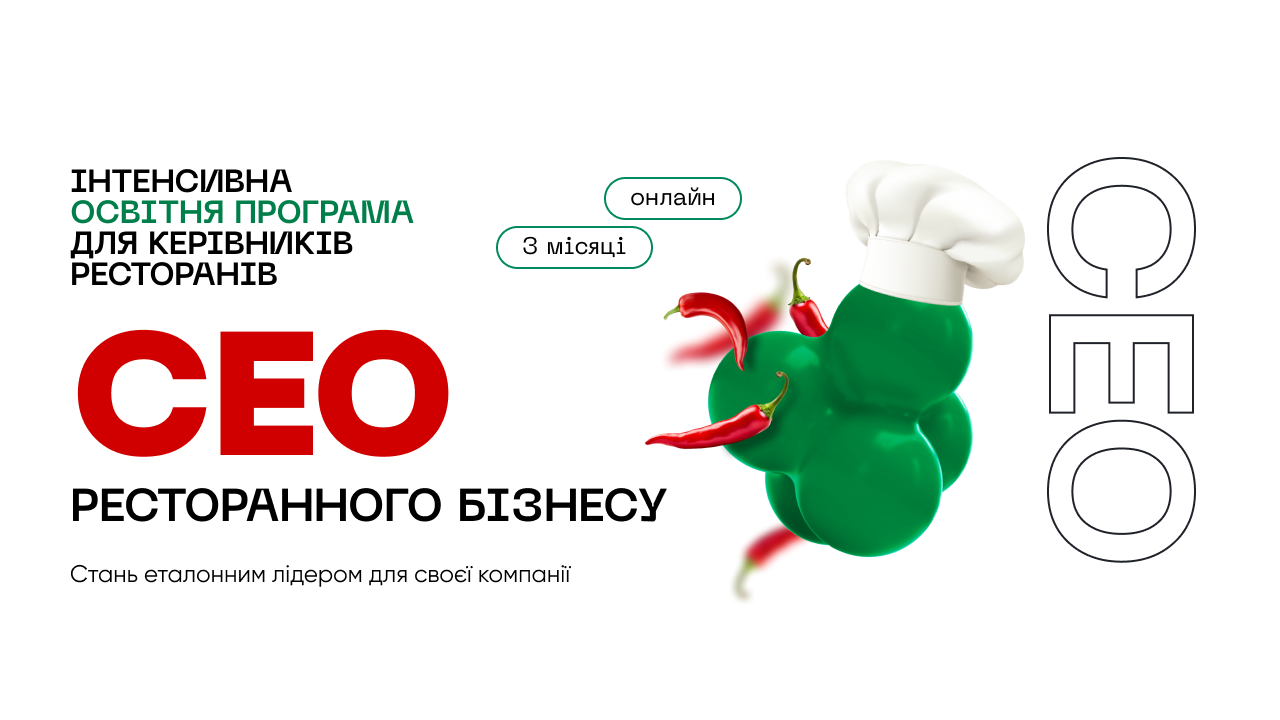 ІНТЕНСИВНА
ОСВІТНЯ ПРОГРАМА
ДЛЯ КЕРІВНИКІВ
РЕСТОРАНІВ
онлайн
3 місяці
CEO
РЕСТОРАННОГО БІЗНЕСУ
Стань еталонним лідером для своєї компанії
CEO